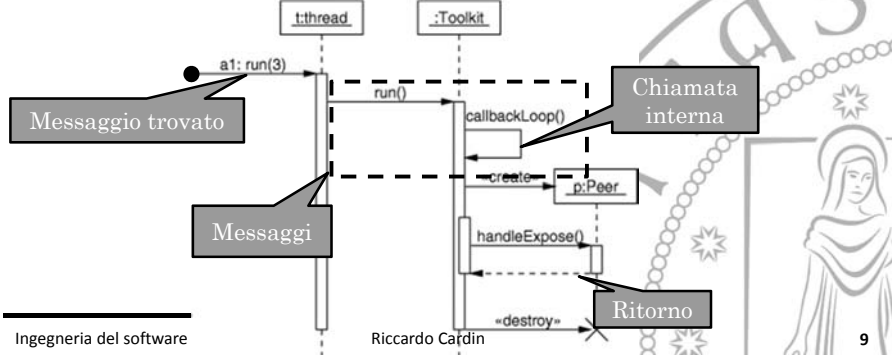 t:thread
:Toolkit
a1: run(3)
run()
callbackLoop()
Chiamata
interna
Messaggio trovato
«create»
p:Peer
Messaggi
handleExpose()
Ritorno
«destroy»
Ingegneria del software
Riccardo Cardin
9